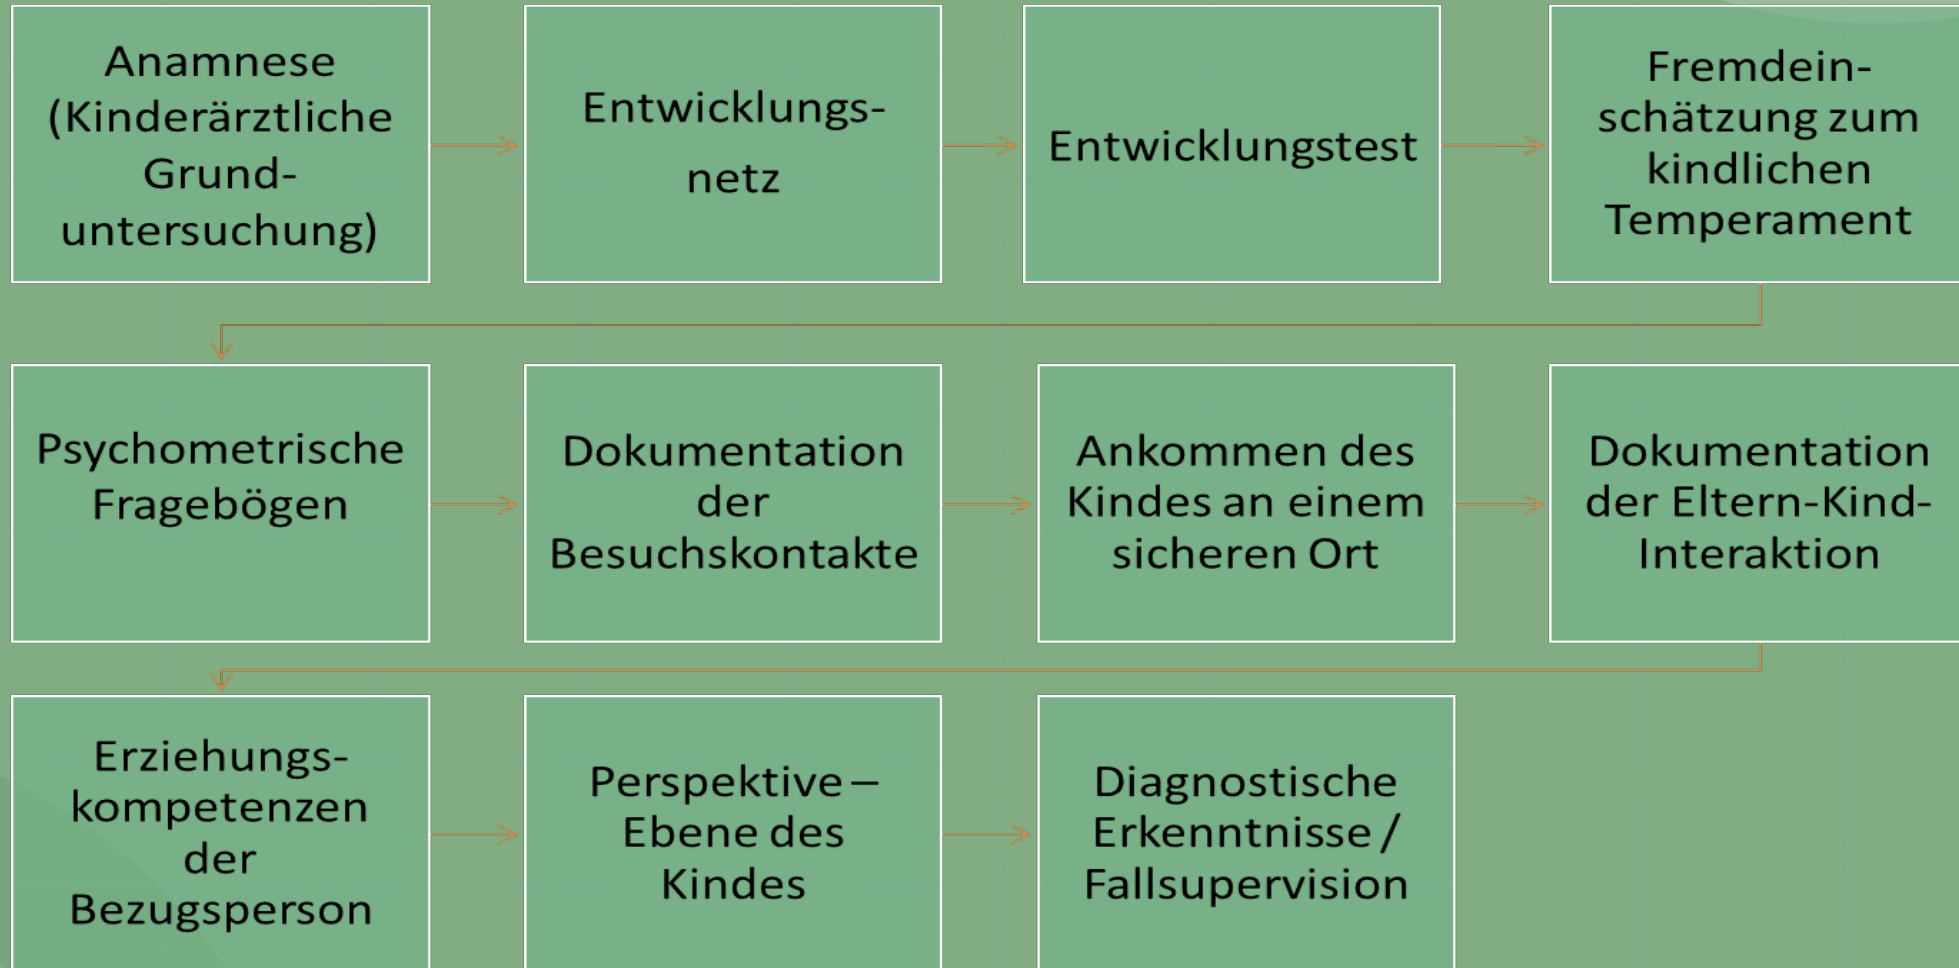 Anamnese
(Kinderärztliche
Grund-
untersuchung)
Entwicklungs-
netz
Entwicklungstest
Fremdein-
schätzung zum
kindlichen
Temperament
Psychometrische
Fragebögen
Dokumentation
der
Besuchskontakte
Ankommen des
Kindes an einem
sicheren Ort
Dokumentation
der Eltern-Kind-
Interaktion
Erziehungs-
kompetenzen
der
Bezugsperson
Perspektive –
Ebene des
Kindes
Diagnostische
Erkenntnisse /
Fallsupervision